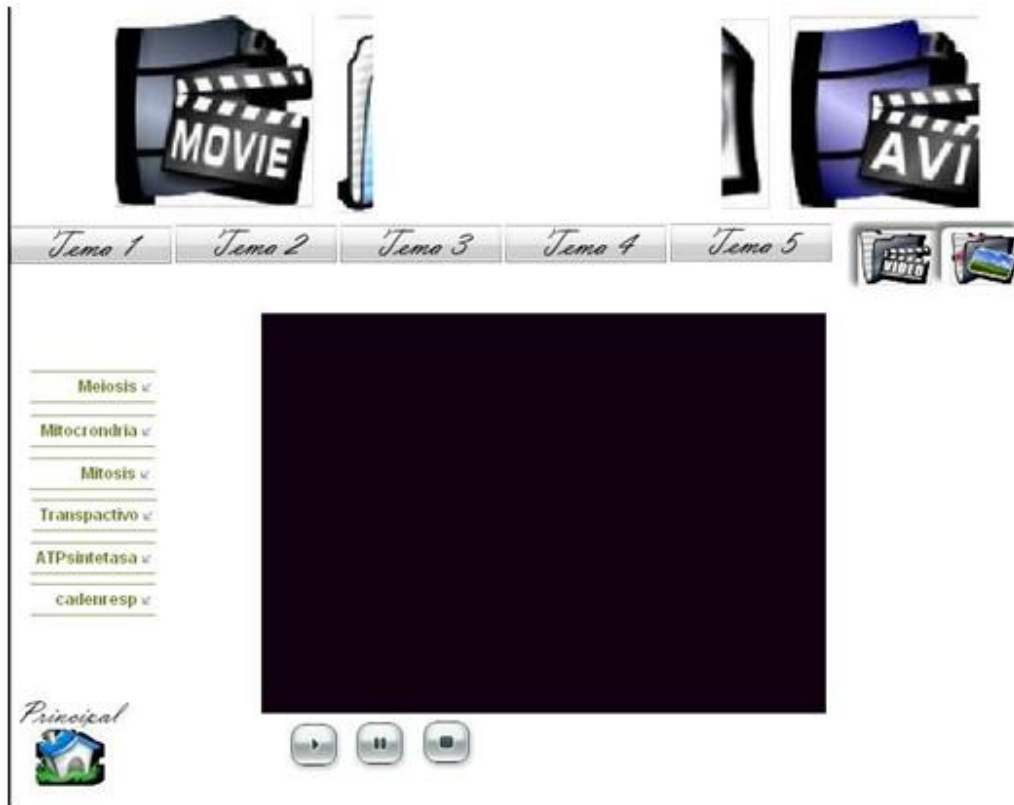 MOVIE
AVI
Tema 1
Tema 2
Tema 3
Tema 4
Tema 5
VIDEO
Meiosis
Mitocrondria
Mitosis
Transpactivo
ATPsintetasa
cadenresp
Principal